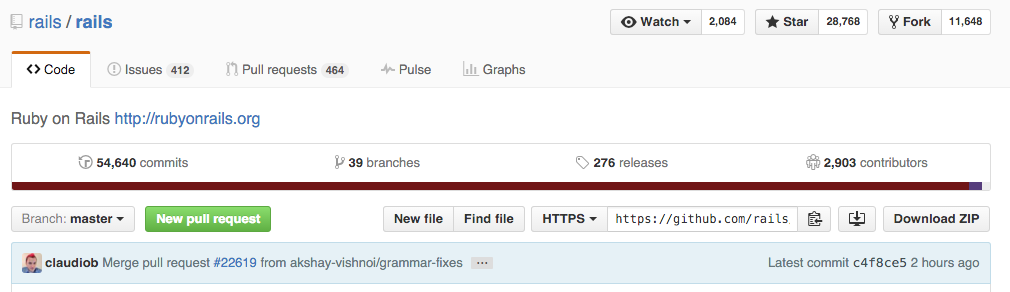 rails / rails Watch 2,084 Star 28,768 Fork 11,648
Code Issues 412 Pull requests 464 Pulse Graphs
Ruby on Rails http://rubyonrails.org
54,640 commits 39 branches 276 releases 2,903 contributors
Branch: master New pull request New file Find file HTTPS https://github.com/rails Download ZIP
claudiob Merge pull request #22619 from akshay-vishnoi/grammar-fixes ... Latest commit c4f8ce5 2 hours ago